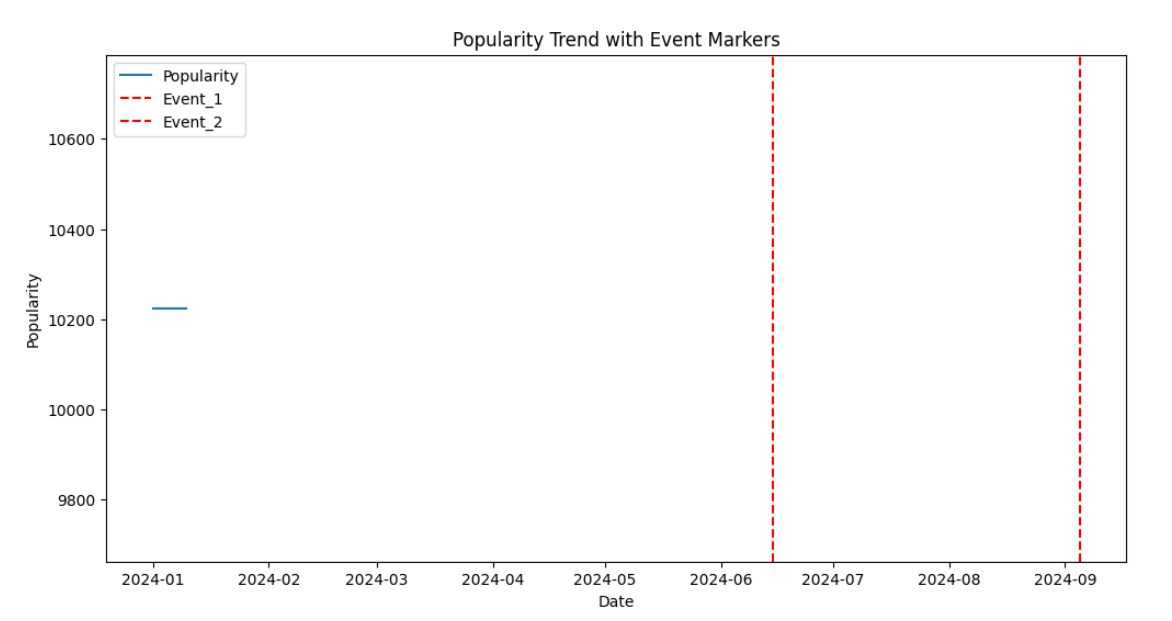 Popularity Trend with Event Markers
Popularity
Event_1
Event_2
10600
10400
10200
10000
9800
Popularity
2024-01 2024-02 2024-03 2024-04 2024-05 2024-06 2024-07 2024-08 2024-09
Date